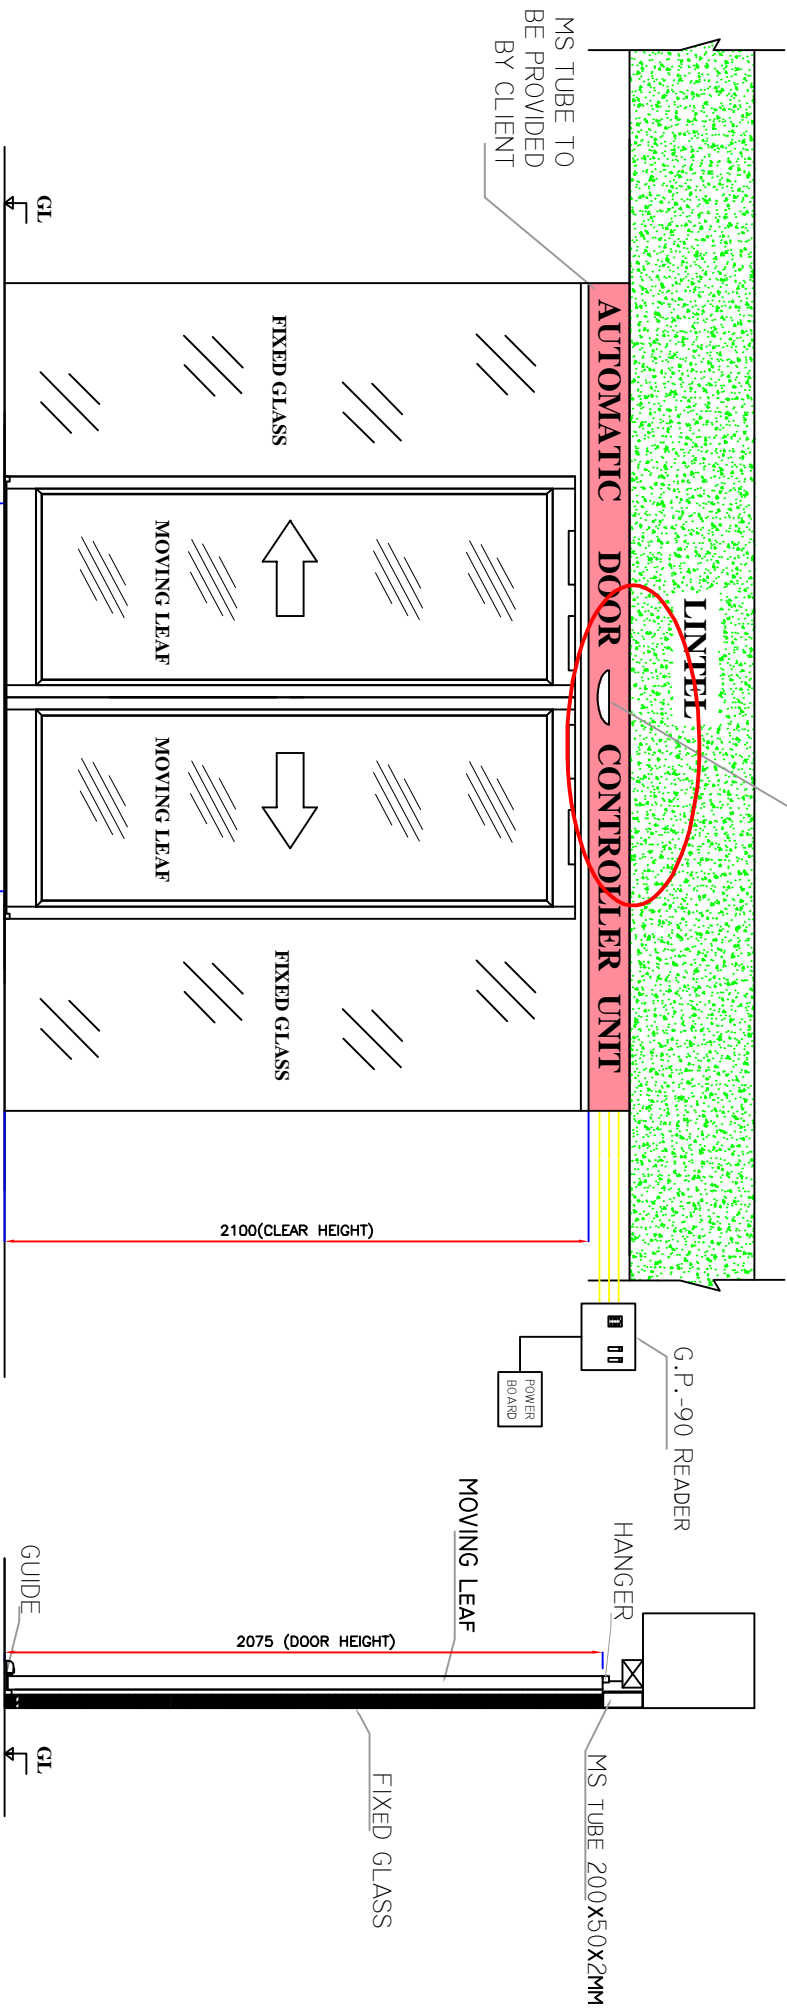 MS TUBE TO
BE PROVIDED
BY CLIENT
LINTEL
AUTOMATIC DOOR CONTROLLER UNIT
FIXED GLASS
MOVING LEAF
MOVING LEAF
FIXED GLASS
GL
2100(CLEAR HEIGHT)
G.P.-90 READER
POWER
BOARD
HANGER
MS TUBE 200X50X2MM
MOVING LEAF
2075 (DOOR HEIGHT)
FIXED GLASS
GUIDE
GL